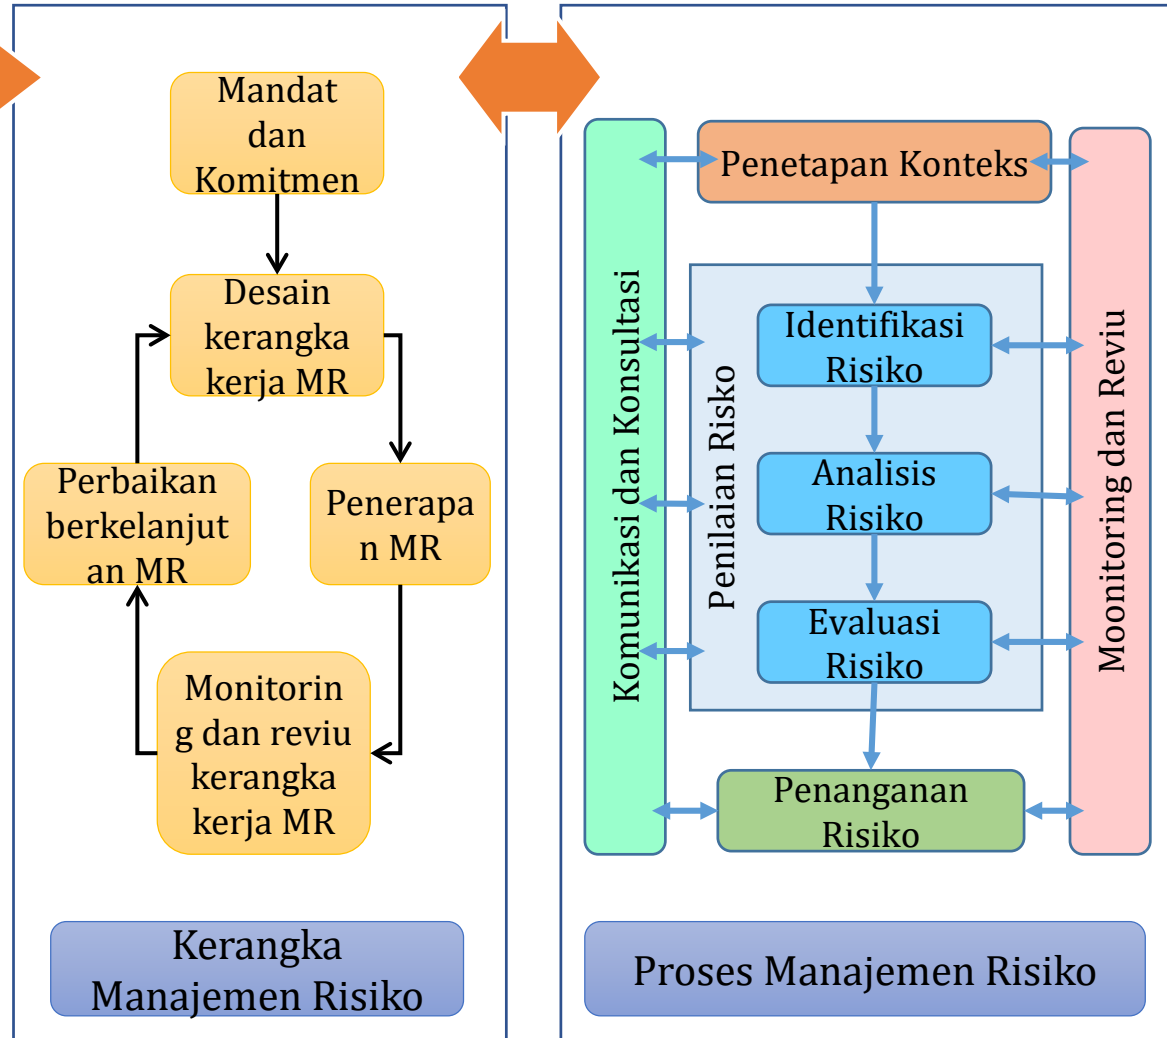 Mandat
dan
Komitmen
Desain
kerangka
kerja MR
Penerapa
n MR
Monitorin
g dan reviu
kerangka
kerja MR
Perbaikan
berkelanjut
an MR
Kerangka
Manajemen Risiko
Komunikasi dan Konsultasi
Penetapan Konteks
Penilaian Risko
Identifikasi
Risiko
Analisis
Risiko
Evaluasi
Risiko
Penanganan
Risiko
Moonitoring dan Reviu
Proses Manajemen Risiko